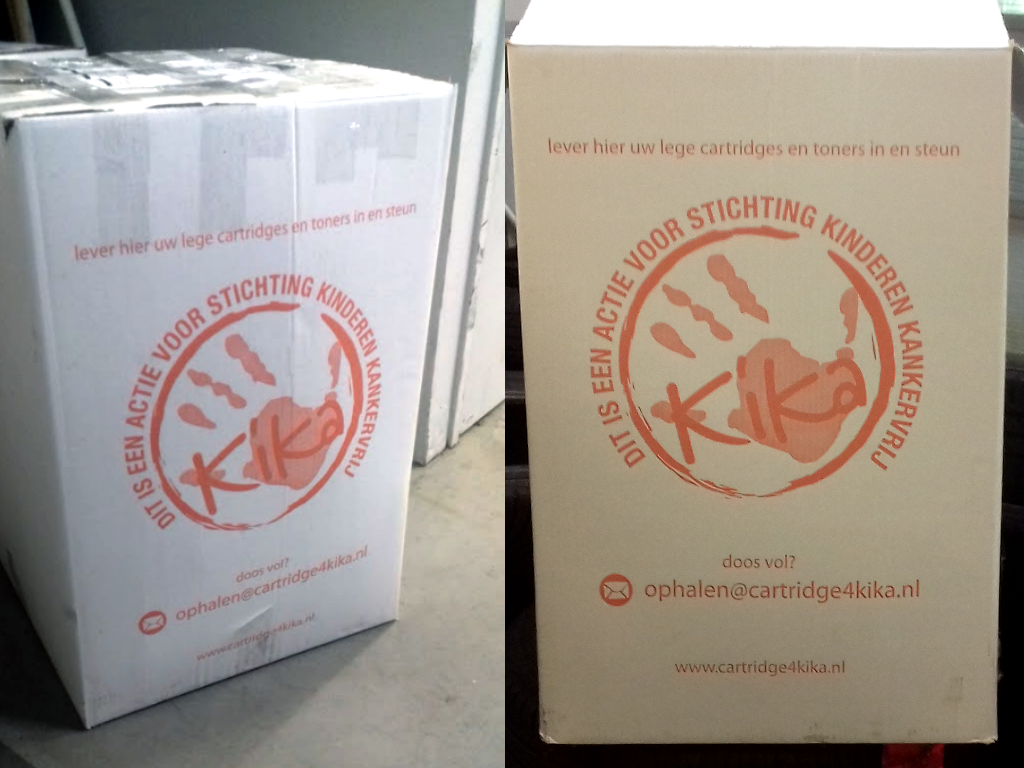 lever hier uw lege cartridges en toners in en steun
DIT IS EEN ACTIE VOOR STICHTING KINDEREN KANKERVRIJ
KiKa
doos vol?
ophalen@cartridge4kika.nl
www.cartridge4kika.nl
lever hier uw lege cartridges en toners in en steun
DIT IS EEN ACTIE VOOR STICHTING KINDEREN KANKERVRIJ
KiKa
doos vol?
ophalen@cartridge4kika.nl
www.cartridge4kika.nl